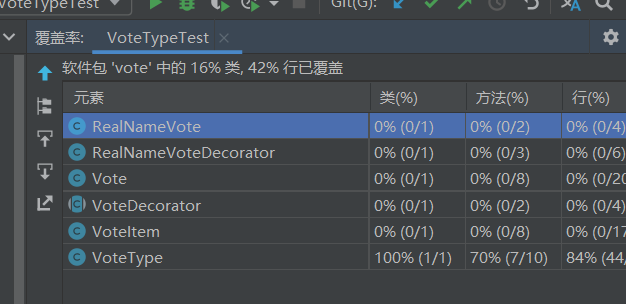 VoteTypeTest
Git(G):
覆盖率: VoteTypeTest ×
软件包 'vote' 中的 16% 类, 42% 行已覆盖
元素 类(%) 方法(%) 行(%)
RealNameVote 0% (0/1) 0% (0/2) 0% (0/4)
RealNameVoteDecorator 0% (0/1) 0% (0/3) 0% (0/6)
Vote 0% (0/1) 0% (0/8) 0% (0/20
VoteDecorator 0% (0/1) 0% (0/2) 0% (0/4)
VoteItem 0% (0/1) 0% (0/8) 0% (0/17
VoteType 100% (1/1) 70% (7/10) 84% (44/